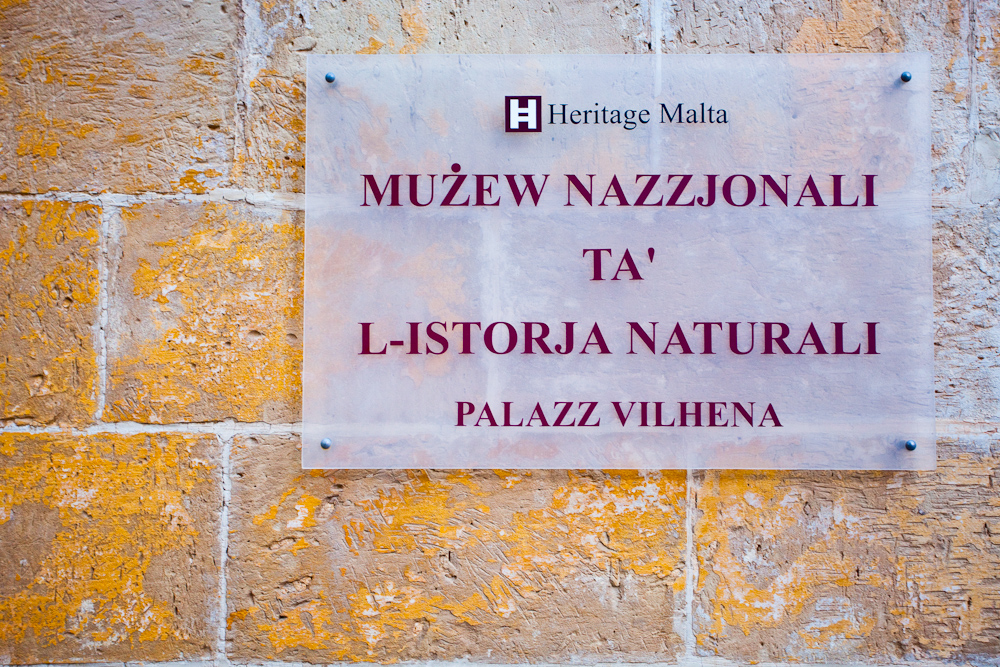 Heritage Malta
MUŻEW NAZZJONALI
TA'
L-ISTORJA NATURALI
PALAZZ VILHENA